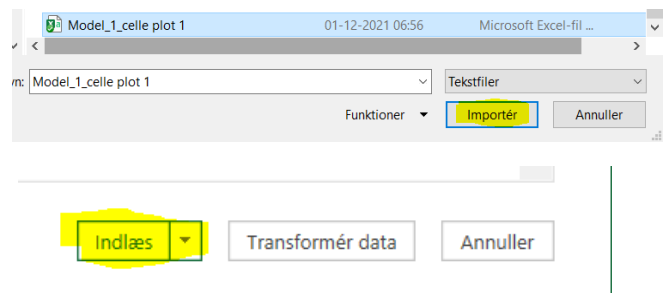 Model_1_celle plot 1 01-12-2021 06:56 Microsoft Excel-fil ...
vn: Model_1_celle plot 1 Tekstfiler
Funktioner Importér Annuller
Indlæs Transformér data Annuller